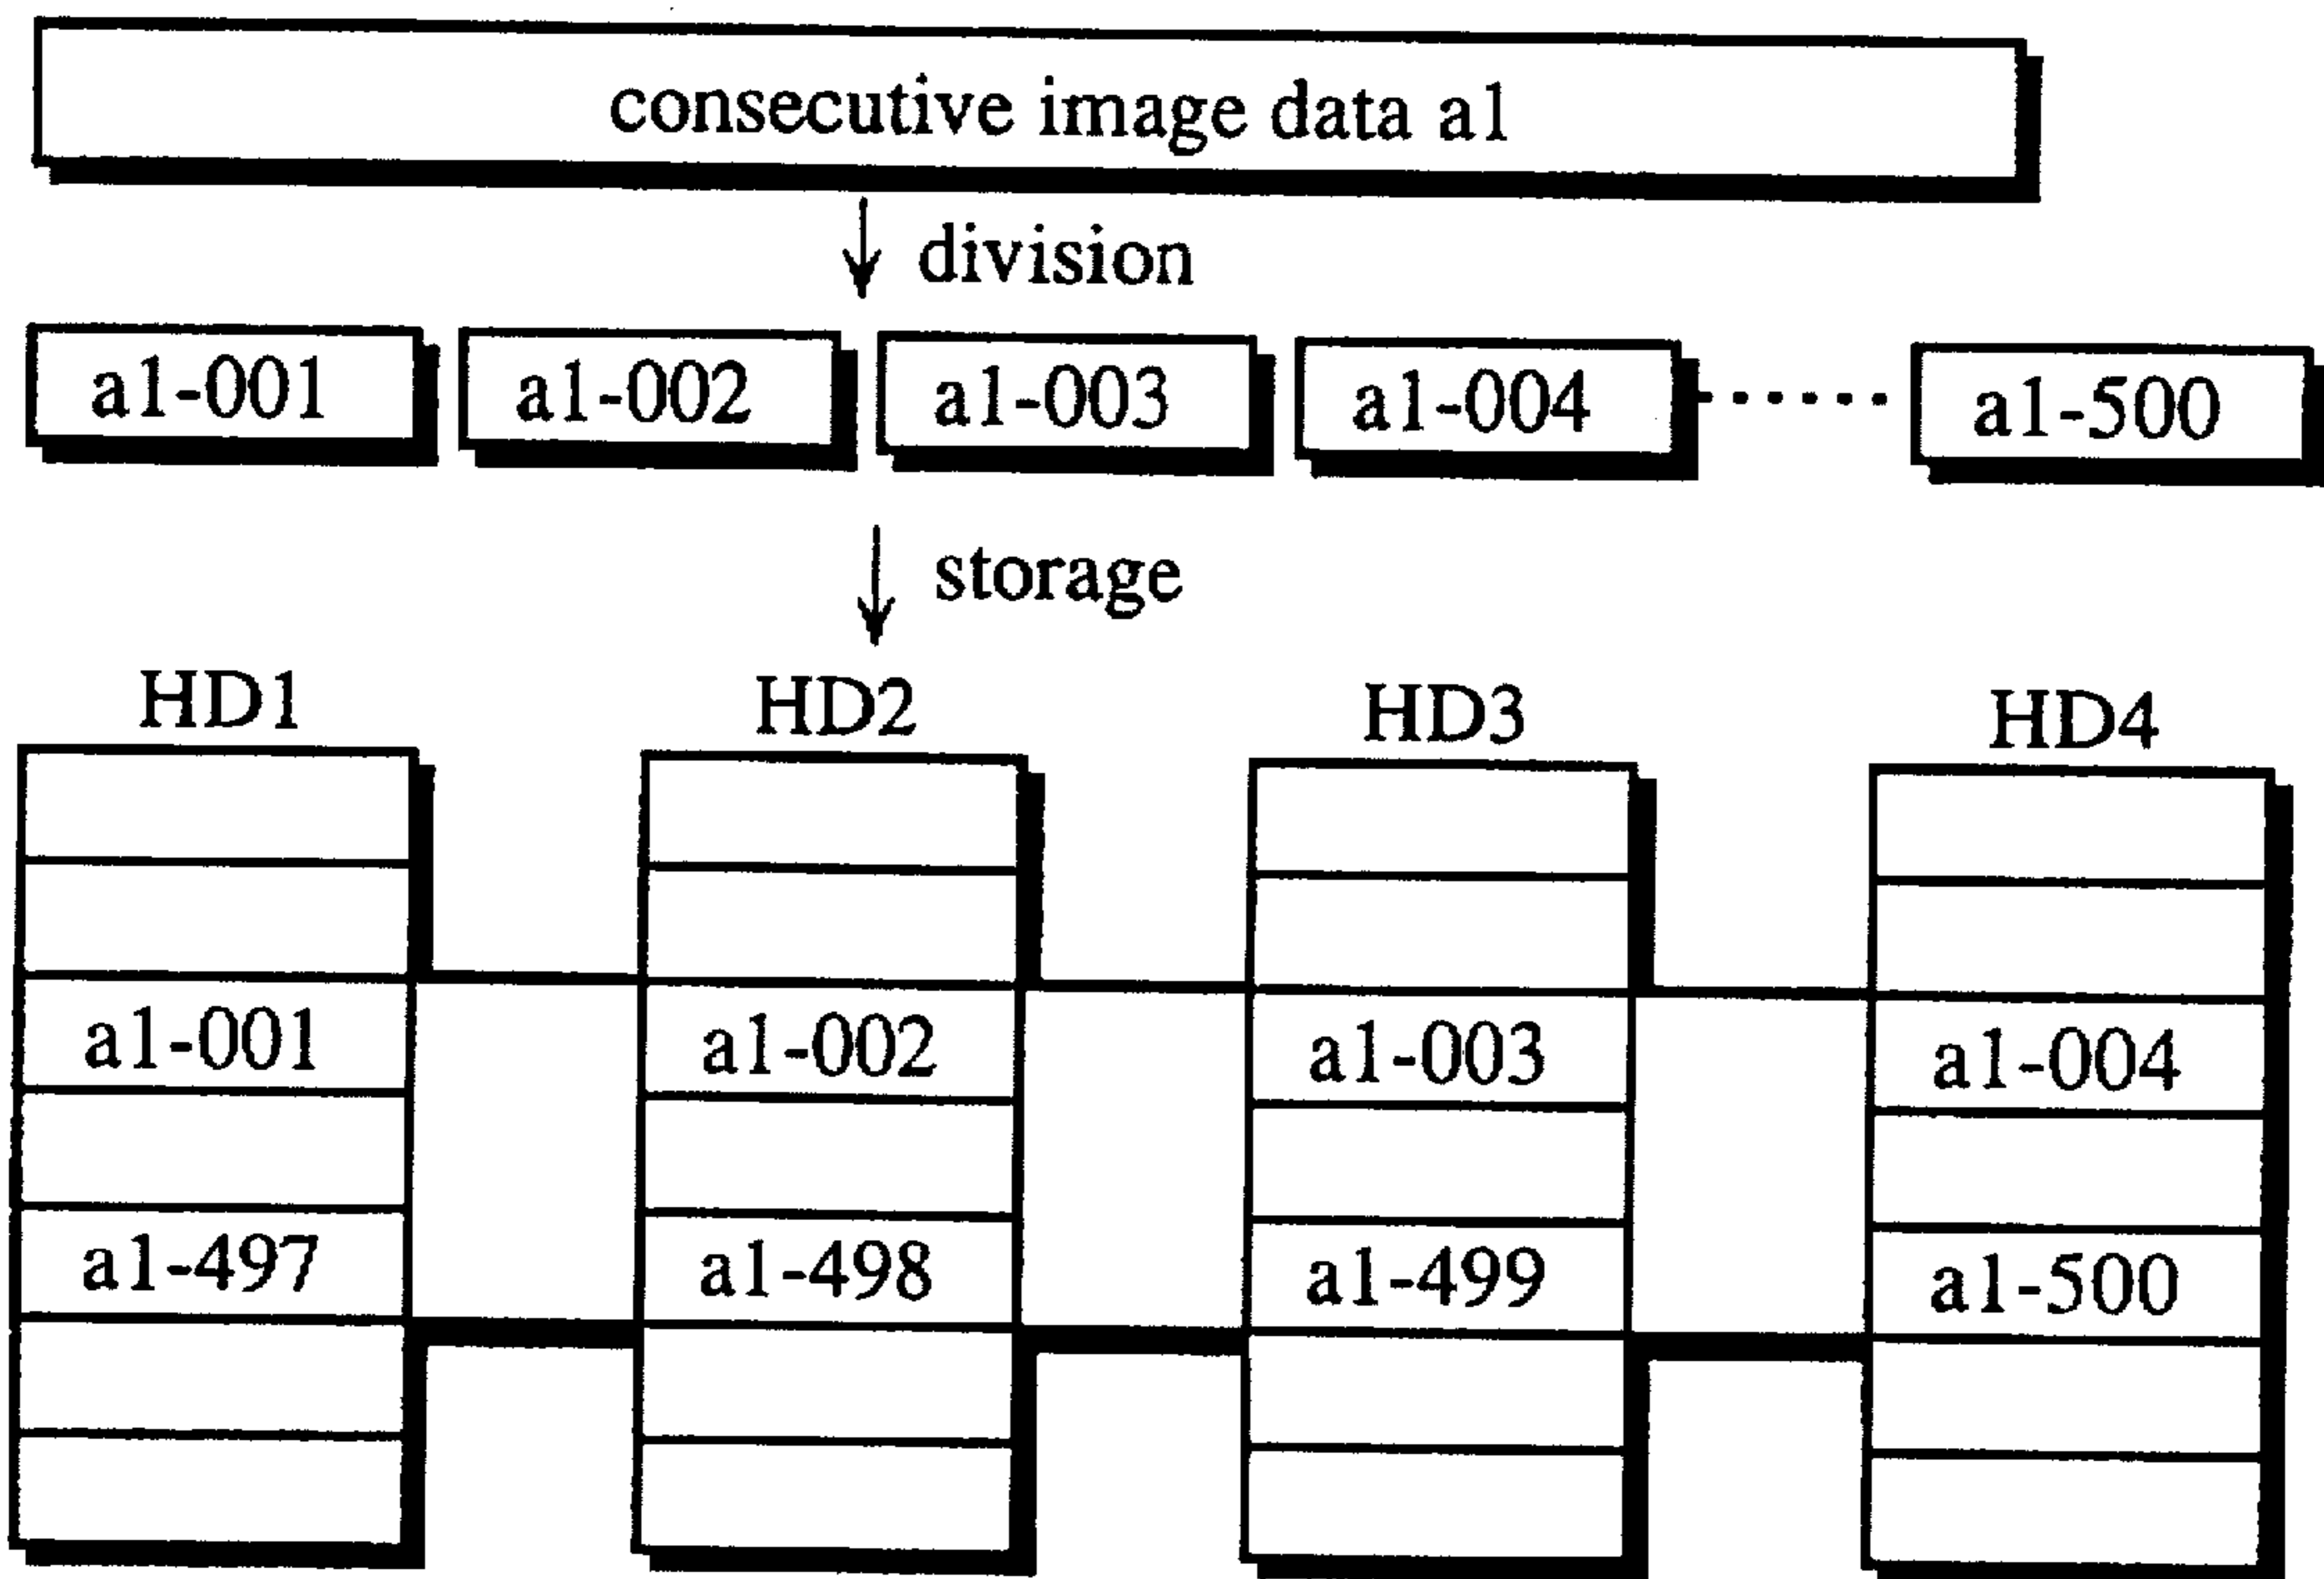 consecutive image data a1
division
a1-001 a1-002 a1-003 a1-004 ...... a1-500
storage
HD1 HD2 HD3 HD4
a1-001 a1-002 a1-003 a1-004
a1-497 a1-498 a1-499 a1-500